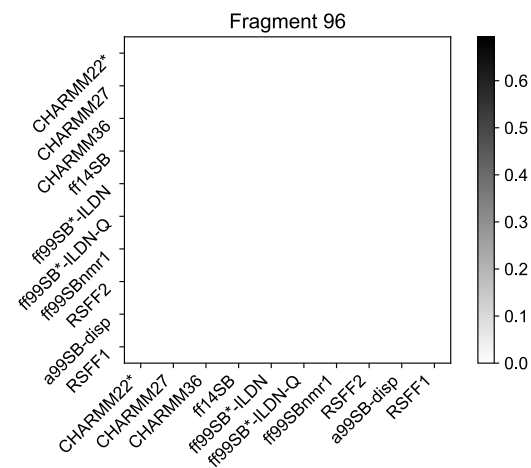 Fragment 96
CHARMM22*
CHARMM27
CHARMM36
ff14SB
ff99SB*-ILDN
ff99SB*-ILDN-Q
ff99SBnmr1
RSFF2
a99SB-disp
RSFF1
CHARMM22*
CHARMM27
CHARMM36
ff14SB
ff99SB*-ILDN
ff99SB*-ILDN-Q
ff99SBnmr1
RSFF2
a99SB-disp
RSFF1
0.6
0.5
0.4
0.3
0.2
0.1
0.0